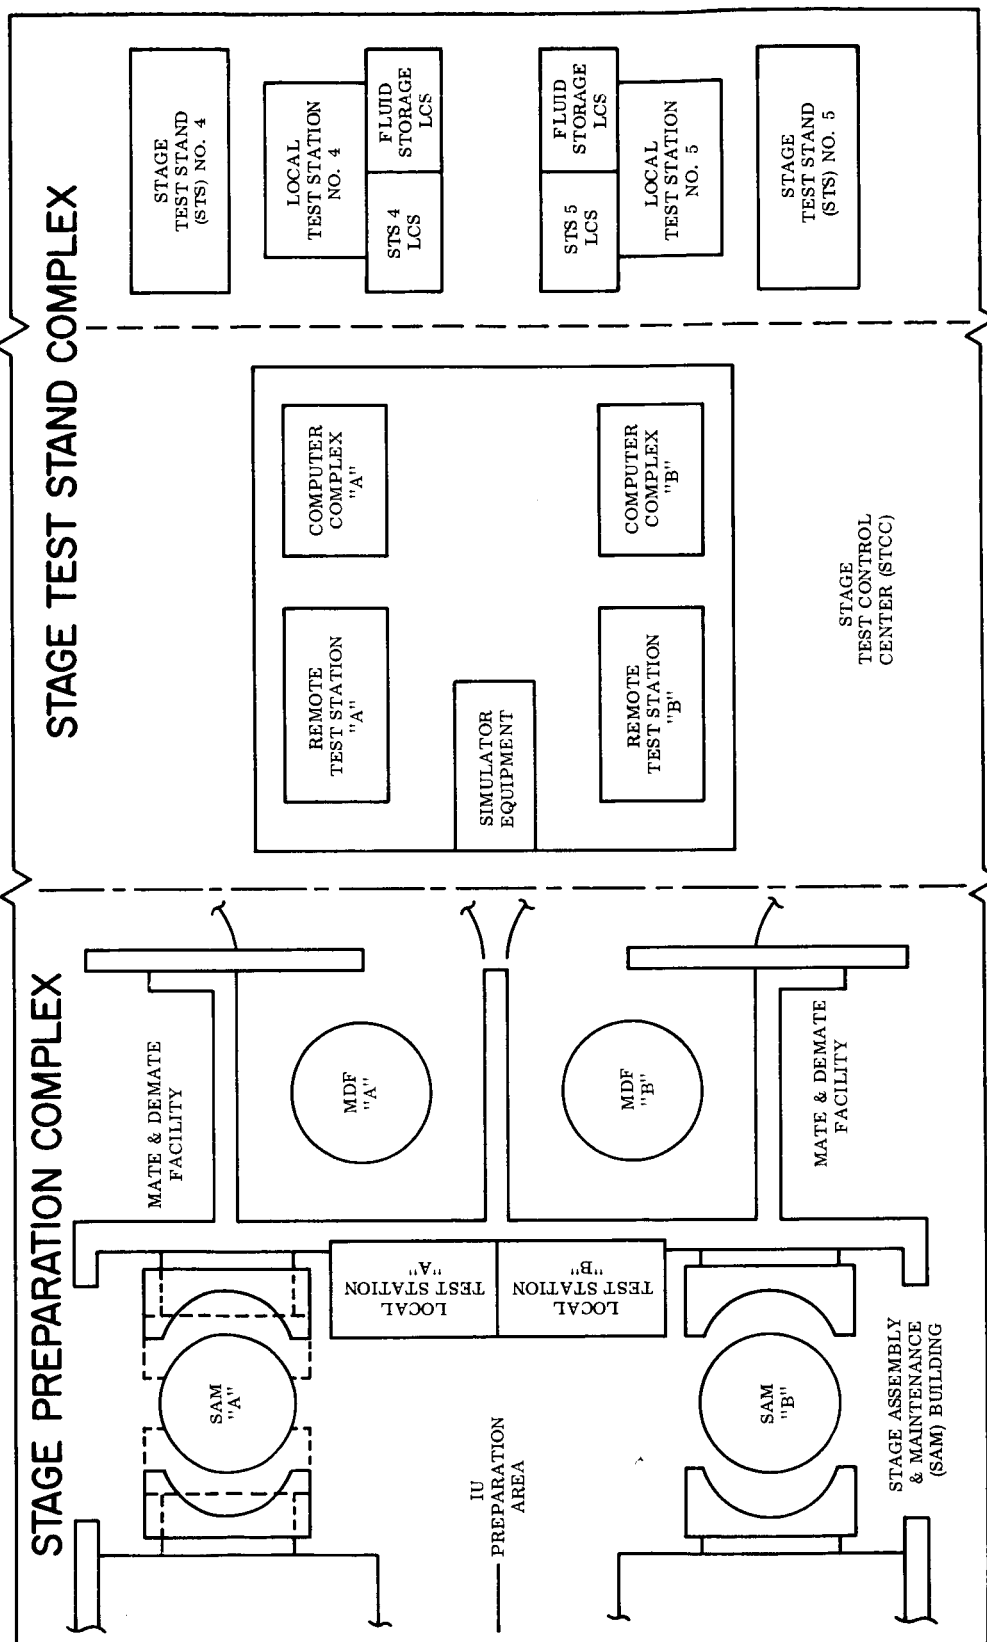 STAGE PREPARATION COMPLEX
STAGE TEST STAND COMPLEX
MATE & DEMATE
FACILITY
SAM
"A"
MDF
"A"
LOCAL
TEST STATION
"A"
LOCAL
TEST STATION
"B"
IU
PREPARATION
AREA
MDF
"B"
SAM
"B"
MATE & DEMATE
FACILITY
STAGE ASSEMBLY
& MAINTENANCE
(SAM) BUILDING
REMOTE
TEST STATION
"A"
COMPUTER
COMPLEX
"A"
SIMULATOR
EQUIPMENT
REMOTE
TEST STATION
"B"
COMPUTER
COMPLEX
"B"
STAGE
TEST CONTROL
CENTER (STCC)
STAGE
TEST STAND
(STS) NO. 4
LOCAL
TEST STATION
NO. 4
STS 4
LCS
FLUID
STORAGE
LCS
STS 5
LCS
FLUID
STORAGE
LCS
LOCAL
TEST STATION
NO. 5
STAGE
TEST STAND
(STS) NO. 5